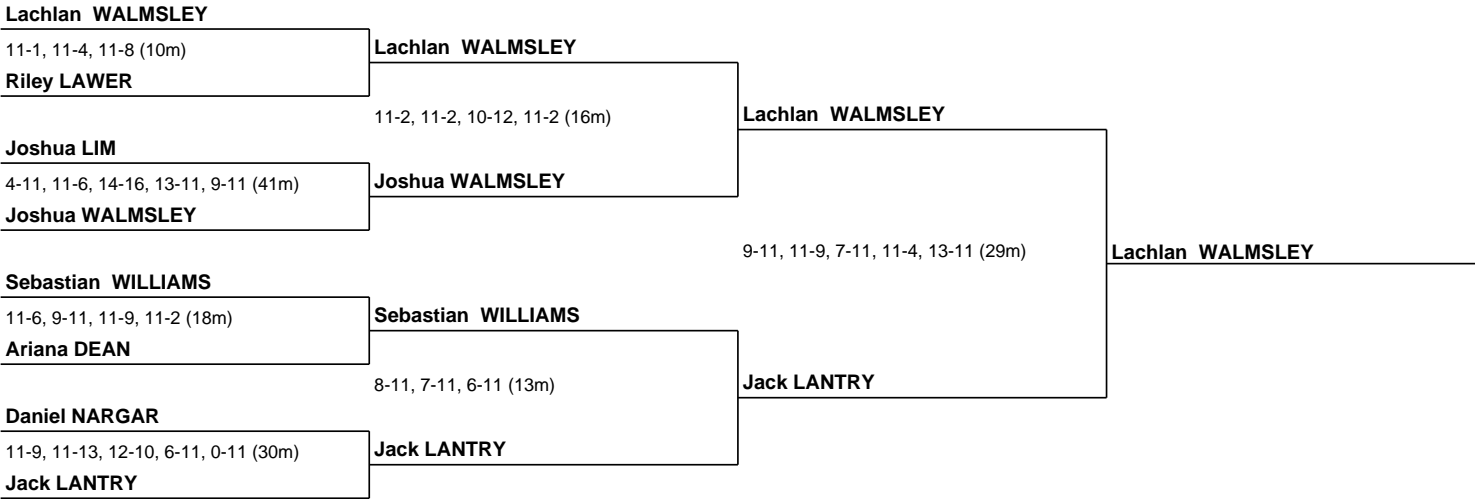 Lachlan  WALMSLEY
11-1, 11-4, 11-8 (10m)
Riley LAWER
Joshua LIM
4-11, 11-6, 14-16, 13-11, 9-11 (41m)
Joshua WALMSLEY
Sebastian  WILLIAMS
11-6, 9-11, 11-9, 11-2 (18m)
Ariana DEAN
Daniel NARGAR
11-9, 11-13, 12-10, 6-11, 0-11 (30m)
Jack LANTRY
Lachlan  WALMSLEY
11-2, 11-2, 10-12, 11-2 (16m)
Joshua WALMSLEY
Sebastian  WILLIAMS
8-11, 7-11, 6-11 (13m)
Jack LANTRY
Lachlan  WALMSLEY
9-11, 11-9, 7-11, 11-4, 13-11 (29m)
Jack LANTRY
Lachlan  WALMSLEY